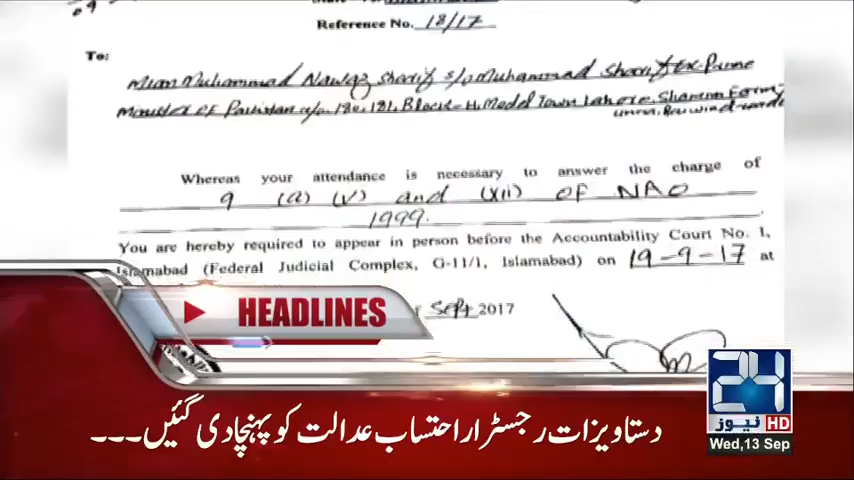 Reference No. 18/17
To:
Mian Muhammad Nawaz Sharif s/o Muhammad Sharif Ex-Prime
Minister of Pakistan r/o 180, 181, Block-H, Model Town Lahore, Shamim Farm,
Raiwind
Whereas your attendance is necessary to answer the charge of
9 (a) (v) and (xii) of NAO
1999.
You are hereby required to appear in person before the Accountability Court No. I,
Islamabad (Federal Judicial Complex, G-11/1, Islamabad) on 19-9-17 at
Sept 2017
HEADLINES
24
نیوز HD
Wed,13 Sep
دستاویزات رجسٹرار احتساب عدالت کو پہنچادی گئیں۔۔۔